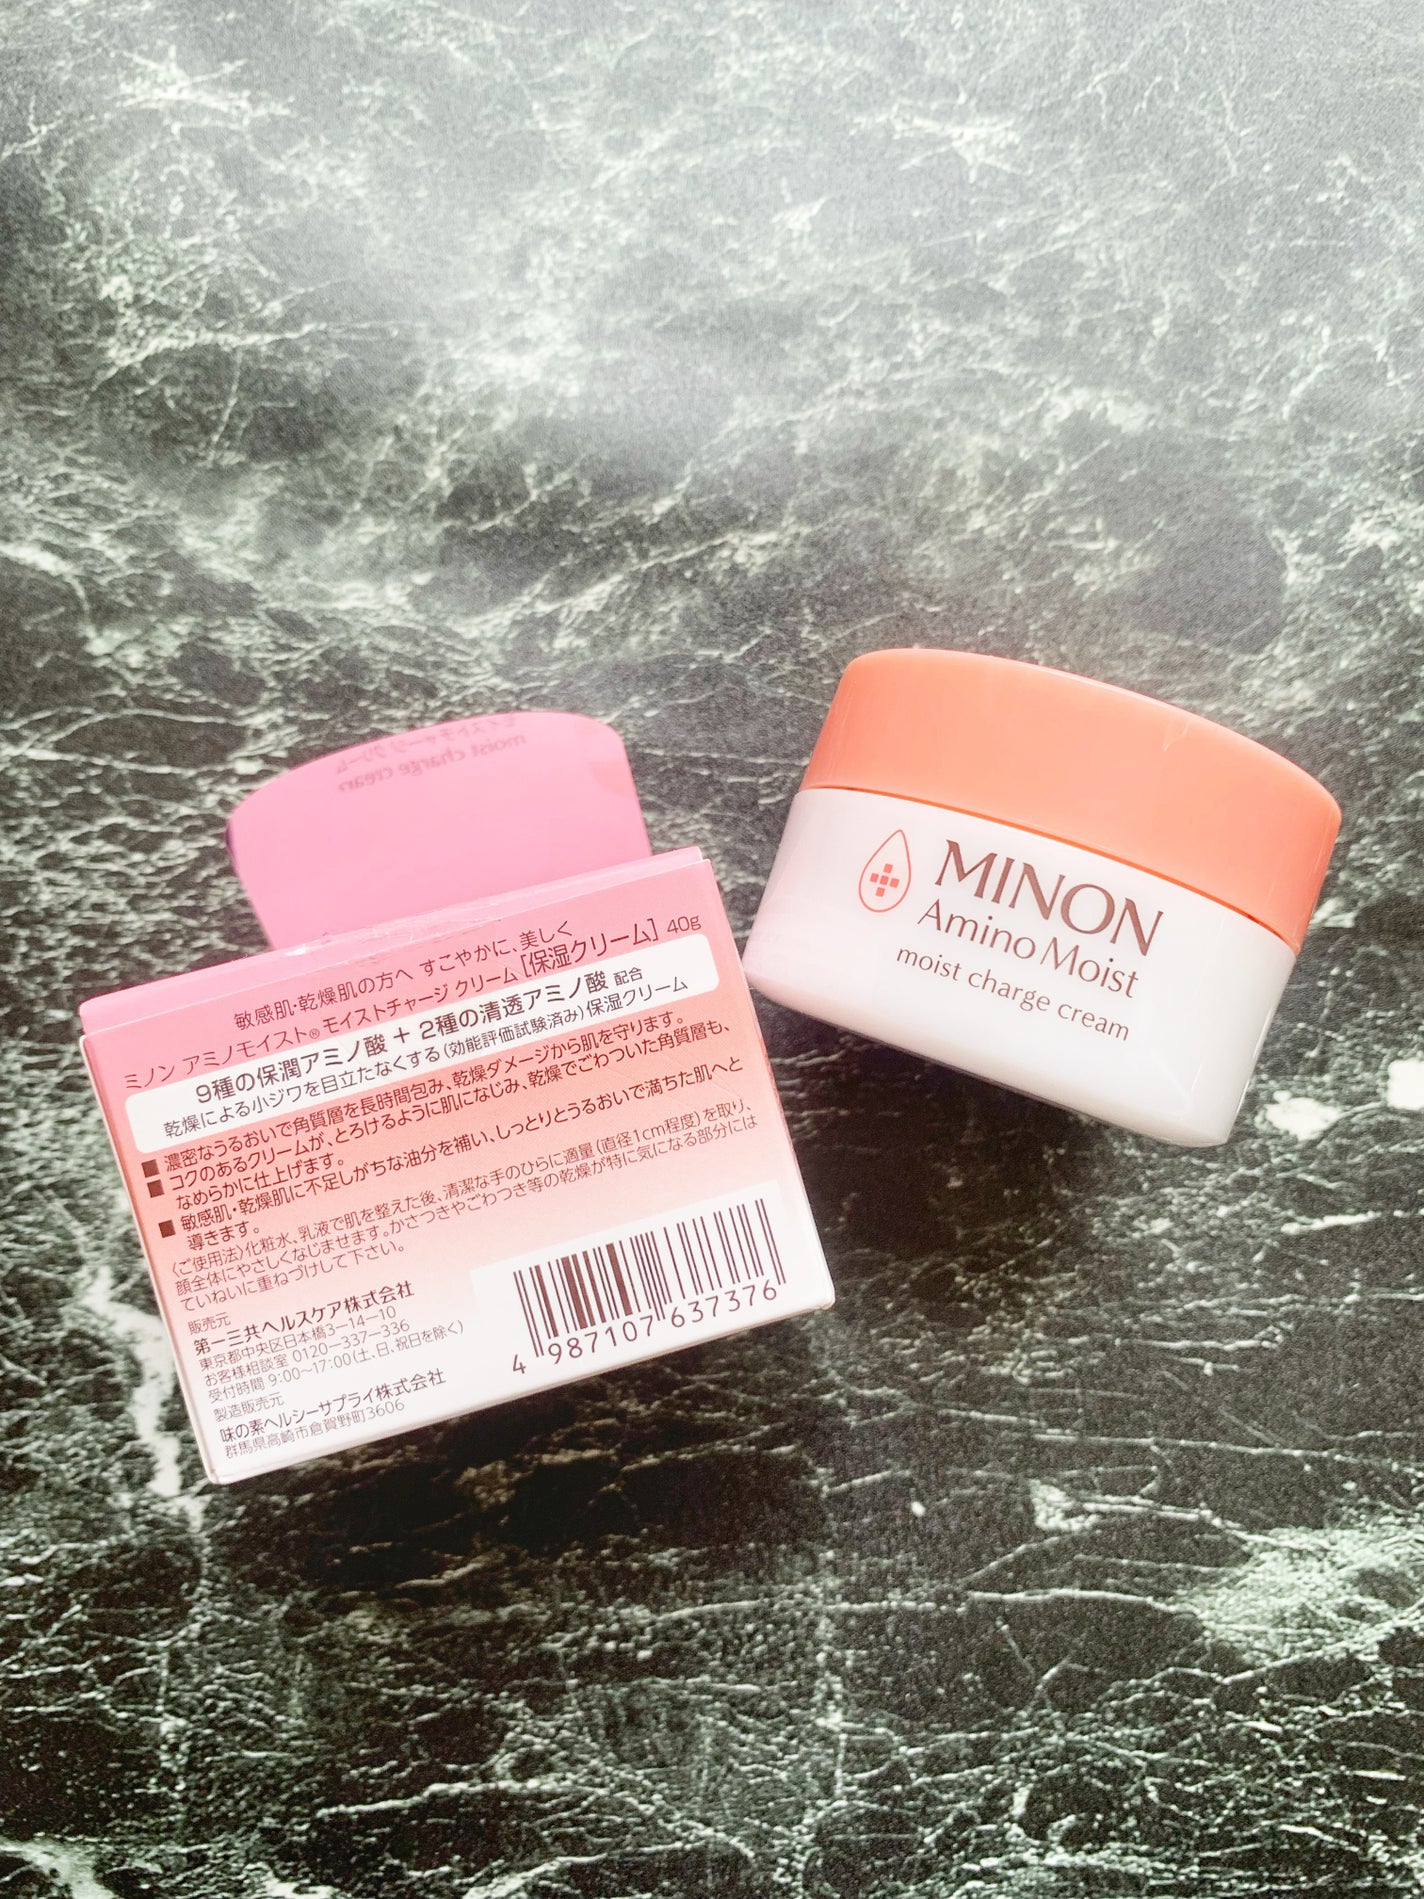 モイストチャージ クリーム
moist charge cream
敏感肌・乾燥肌の方へ すこやかに、美しく
ミノン アミノモイスト® モイストチャージ クリーム [保湿クリーム] 40g
9種の保潤アミノ酸 + 2種の清透アミノ酸 配合
乾燥による小ジワを目立たなくする(効能評価試験済み)保湿クリーム
■ 濃密なうるおいで角質層を長時間包み、乾燥ダメージから肌を守ります。
■ コクのあるクリームが、とろけるように肌になじみ、乾燥でごわついた角質層も、
なめらかに仕上げます。
■ 敏感肌・乾燥肌に不足しがちな油分を補い、しっとりとうるおいで満ちた肌へと
導きます。
〈ご使用法〉化粧水、乳液で肌を整えた後、清潔な手のひらに適量(直径1cm程度)を取り、
顔全体にやさしくなじませます。かさつきやごわつき等の乾燥が特に気になる部分には
ていねいに重ねづけして下さい。
販売元
第一三共ヘルスケア株式会社
東京都中央区日本橋3-14-10
お客様相談室 0120-337-336
受付時間 9:00〜17:00(土、日、祝日を除く)
製造販売元
味の素ヘルシーサプライ株式会社
群馬県高崎市倉賀野町3606
4 987107 637376
MINON
Amino Moist
moist charge cream